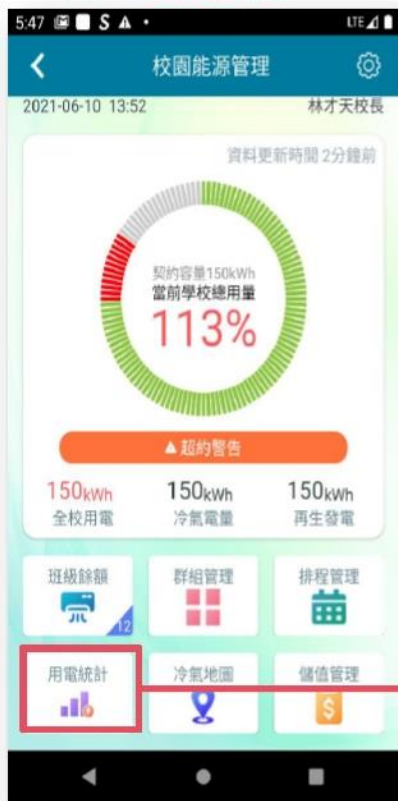 5:47
LTE
校園能源管理
2021-06-10 13:52
林才天校長
資料更新時間 2分鐘前
契約容量150kWh
當前學校總用量
113%
超約警告
150kWh 150kWh 150kWh
全校用電 冷氣電量 再生發電
班級餘額 群組管理 排程管理
12
用電統計 冷氣地圖 儲值管理